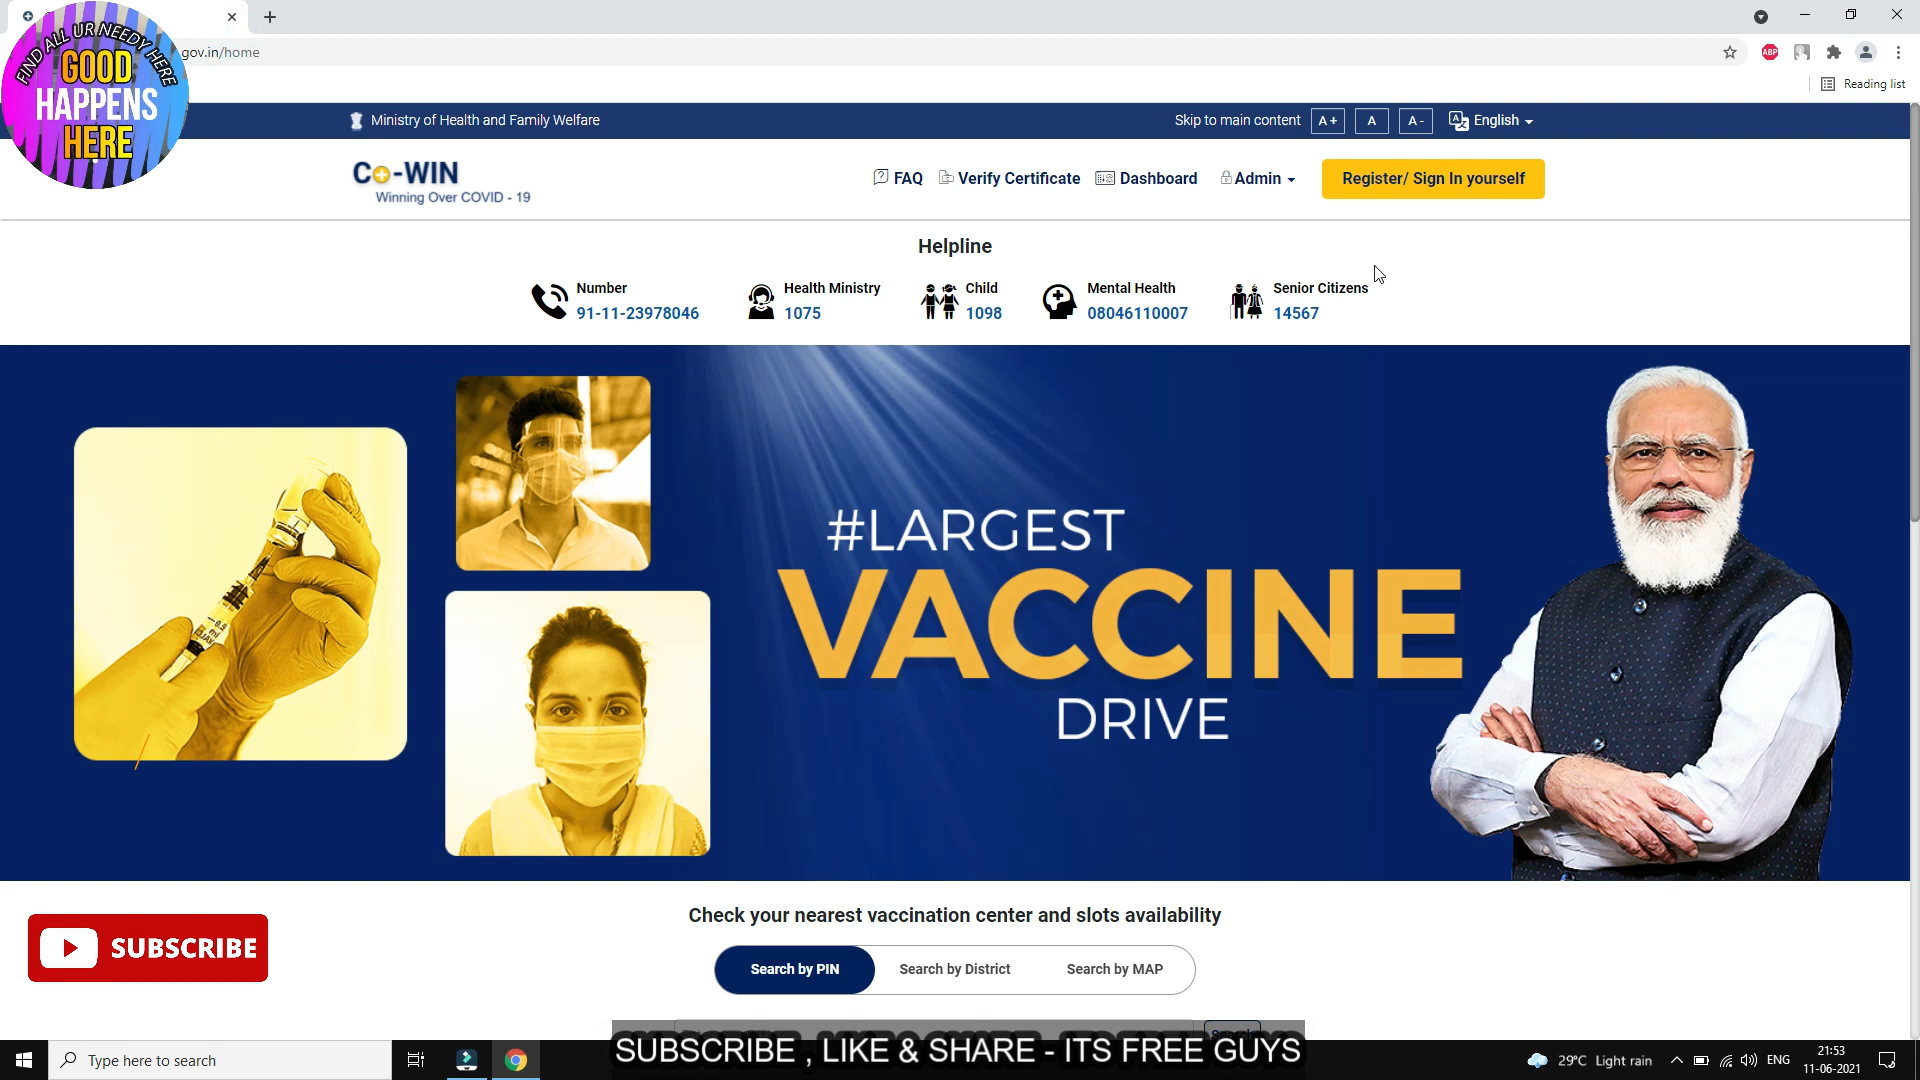 gov.in/home
FIND ALL UR NEEDY HERE
GOOD
HAPPENS
HERE
ABP
Reading list
Ministry of Health and Family Welfare
Skip to main content
A+
A
A-
English
Co-WIN
Winning Over COVID - 19
FAQ
Verify Certificate
Dashboard
Admin
Register/ Sign In yourself
Helpline
Number
91-11-23978046
Health Ministry
1075
Child
1098
Mental Health
08046110007
Senior Citizens
14567
#LARGEST
VACCINE
DRIVE
Check your nearest vaccination center and slots availability
Search by PIN
Search by District
Search by MAP
SUBSCRIBE
SUBSCRIBE , LIKE & SHARE - ITS FREE GUYS
Type here to search
29°C Light rain
ENG
21:53
11-06-2021